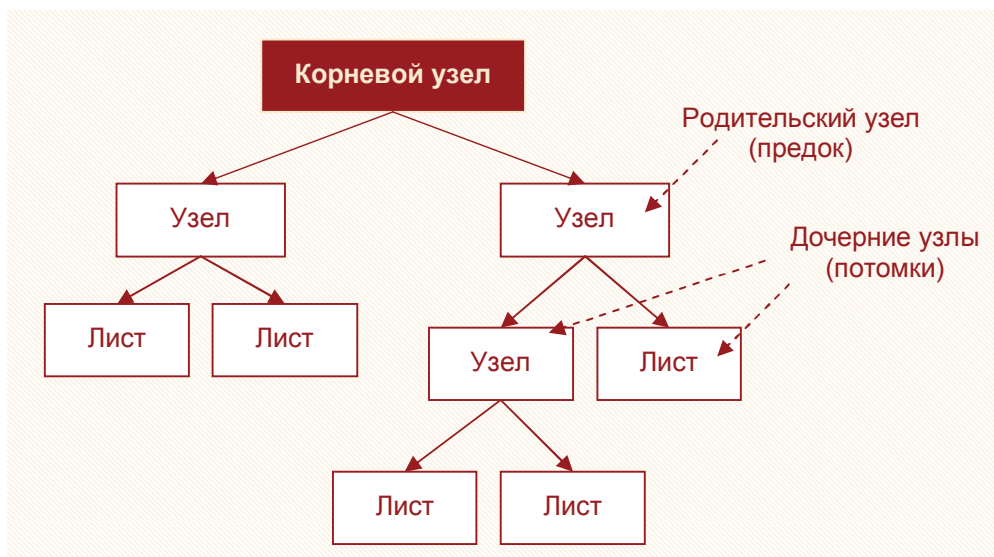 Корневой узел
Родительский узел
(предок)
Узел
Узел
Дочерние узлы
(потомки)
Лист
Лист
Узел
Лист
Лист
Лист